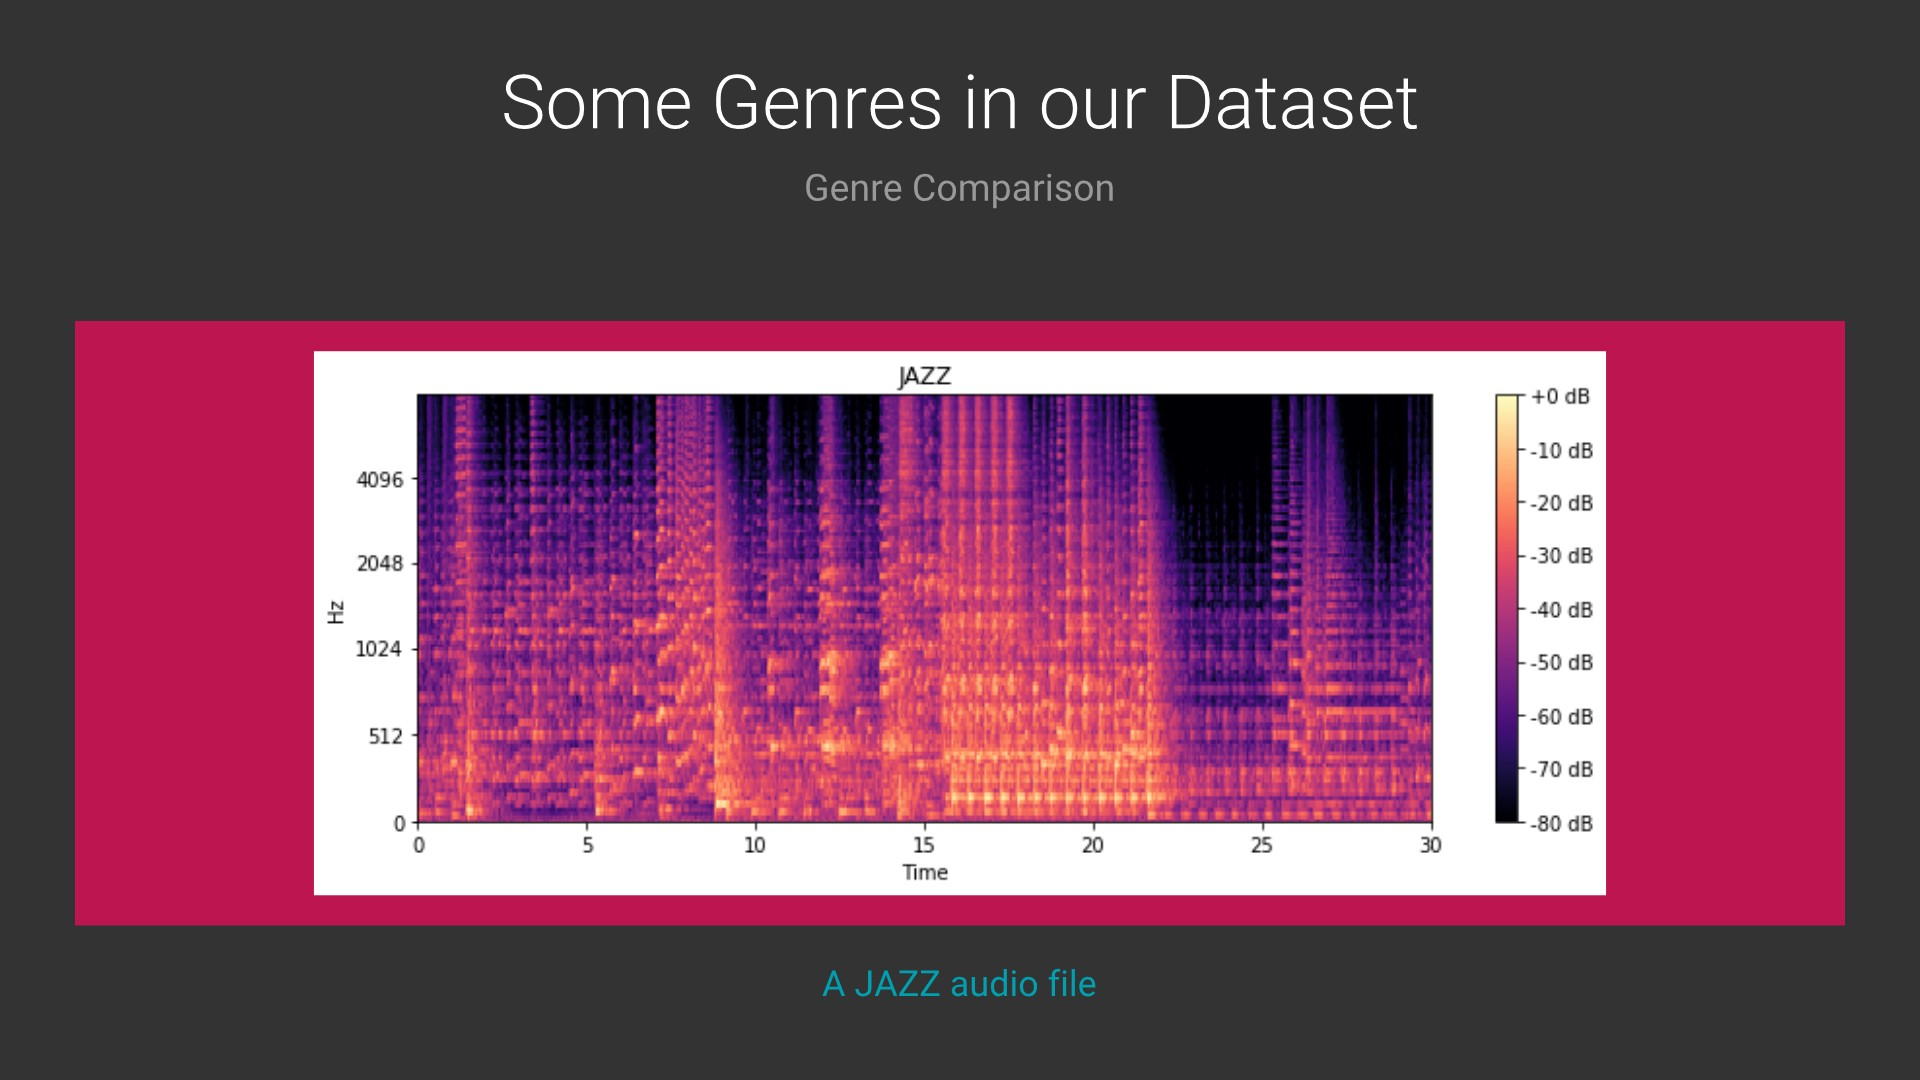 Some Genres in our Dataset
Genre Comparison
JAZZ
Hz
4096
2048
1024
512
0
0 5 10 15 20 25 30
Time
+0 dB
-10 dB
-20 dB
-30 dB
-40 dB
-50 dB
-60 dB
-70 dB
-80 dB
A JAZZ audio file